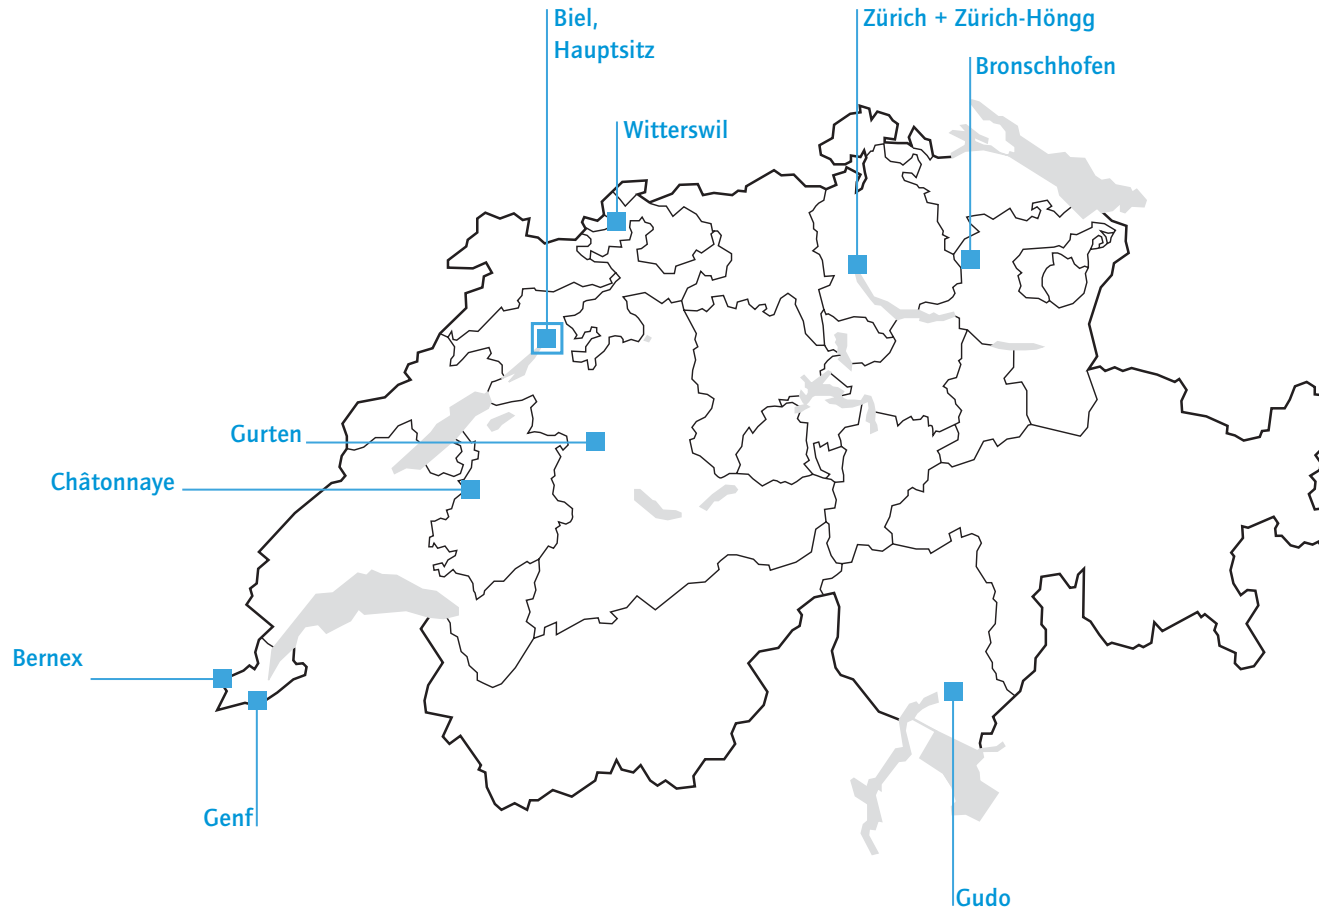 Biel,
Hauptsitz
Zürich + Zürich-Höngg
Bronschhofen
Witterswil
Gurten
Châtonnaye
Bernex
Genf
Gudo